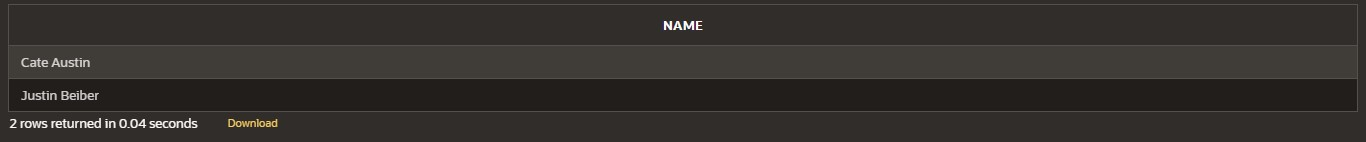 NAME
Cate Austin
Justin Beiber
2 rows returned in 0.04 seconds Download